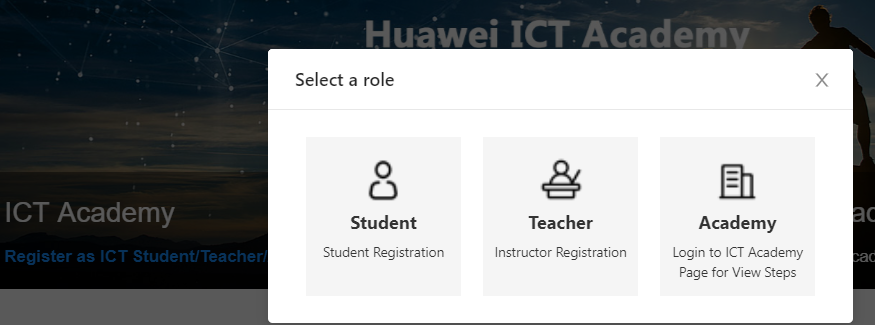 Huawei ICT Academy
Select a role
Student
Student Registration
Teacher
Instructor Registration
Academy
Login to ICT Academy
Page for View Steps
ICT Academy
Register as ICT Student/Teacher/